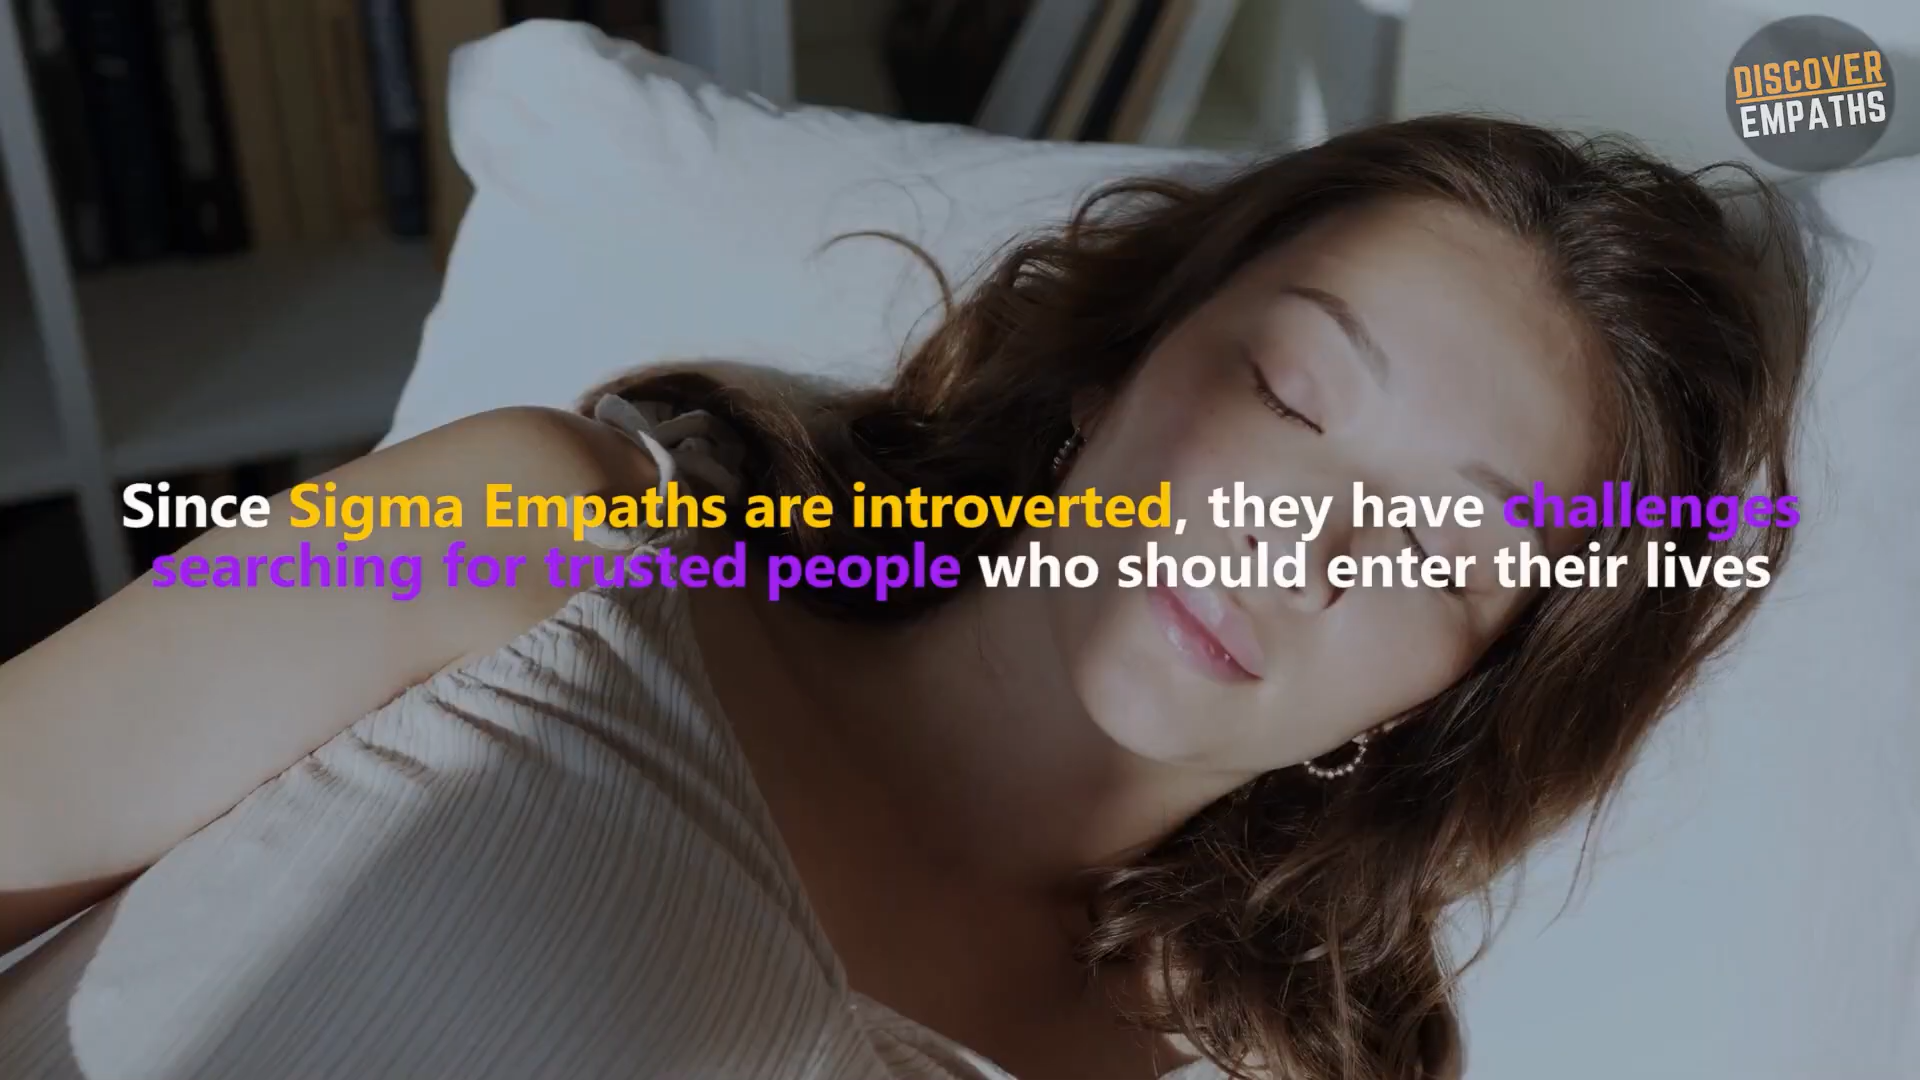 DISCOVER
EMPATHS
Since Sigma Empaths are introverted, they have challenges
searching for trusted people who should enter their lives